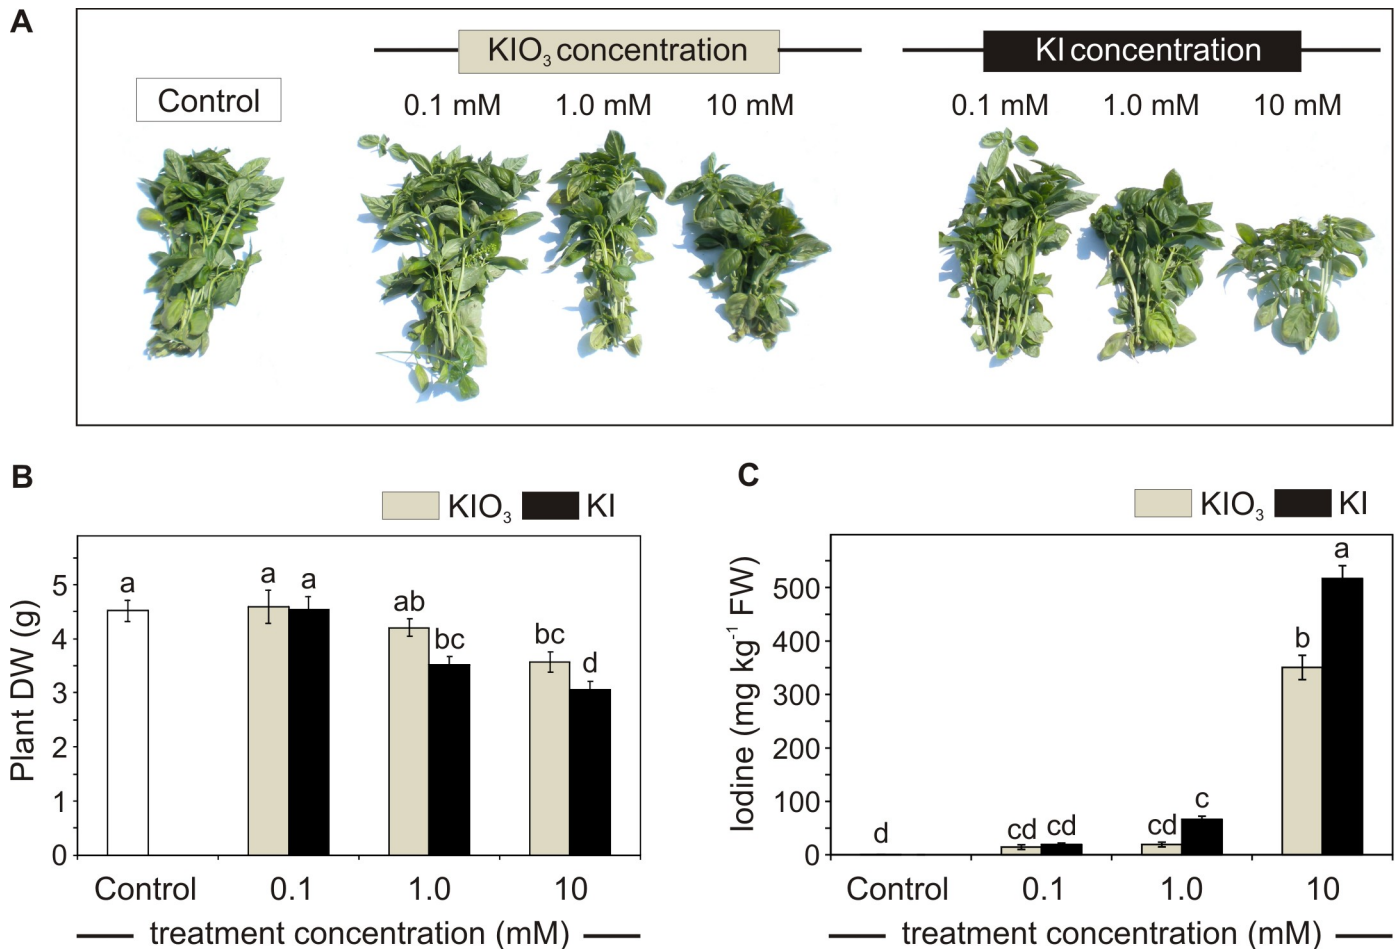 A
KIO₃ concentration
KI concentration
Control
0.1 mM
1.0 mM
10 mM
0.1 mM
1.0 mM
10 mM
B
KIO₃ KI
Plant DW (g)
5
4
3
2
1
0
a
a a
ab bc
bc d
Control 0.1 1.0 10
treatment concentration (mM)
C
KIO₃ KI
Iodine (mg kg⁻¹ FW)
500
400
300
200
100
0
d
cd cd
cd c
b a
Control 0.1 1.0 10
treatment concentration (mM)